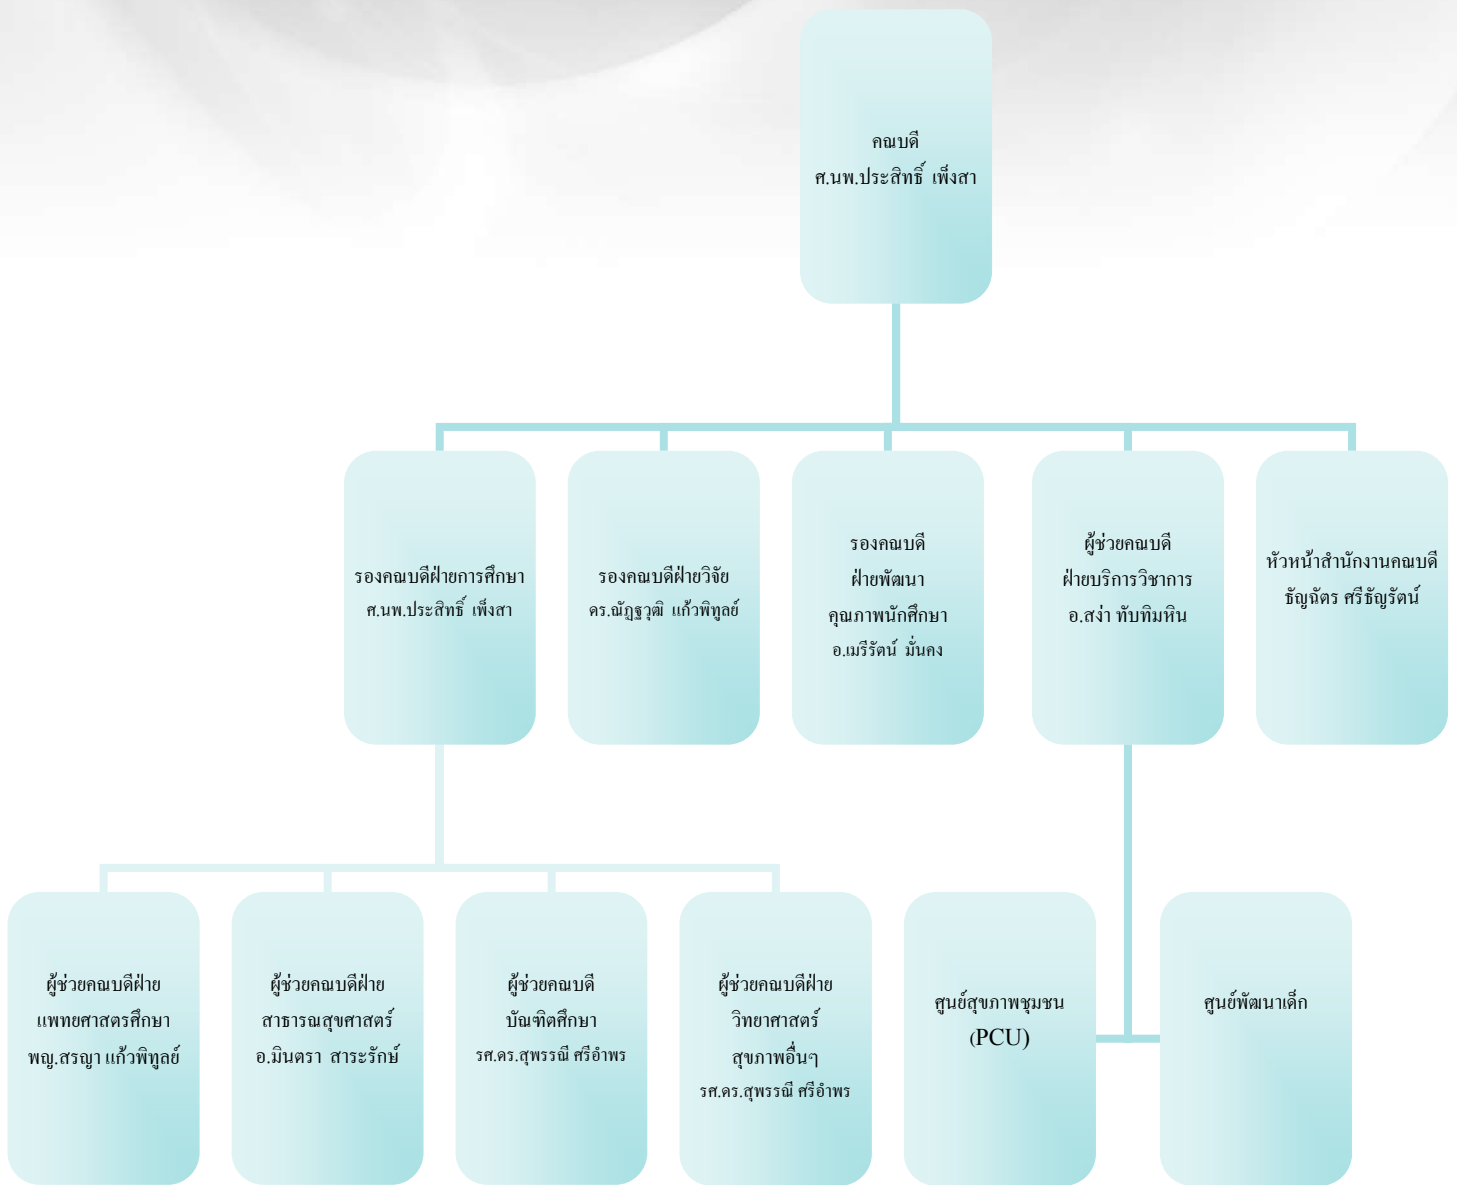 คณบดี
ศ.นพ.ประสิทธิ์ เพ็งสา
รองคณบดีฝ่ายการศึกษา
ศ.นพ.ประสิทธิ์ เพ็งสา
รองคณบดีฝ่ายวิจัย
ดร.ณัฏฐวุฒิ แก้วพิทูลย์
รองคณบดี
ฝ่ายพัฒนา
คุณภาพนักศึกษา
อ.เมรีรัตน์ มั่นคง
ผู้ช่วยคณบดี
ฝ่ายบริการวิชาการ
อ.สง่า ทับทิมหิน
หัวหน้าสำนักงานคณบดี
ธัญฉัตร ศรีธัญรัตน์
ผู้ช่วยคณบดีฝ่าย
แพทยศาสตรศึกษา
พญ.สรญา แก้วพิทูลย์
ผู้ช่วยคณบดีฝ่าย
สาธารณสุขศาสตร์
อ.มินตรา สาระรักษ์
ผู้ช่วยคณบดี
บัณฑิตศึกษา
รศ.ดร.สุพรรณี ศรีอำพร
ผู้ช่วยคณบดีฝ่าย
วิทยาศาสตร์
สุขภาพอื่นๆ
รศ.ดร.สุพรรณี ศรีอำพร
ศูนย์สุขภาพชุมชน
(PCU)
ศูนย์พัฒนาเด็ก